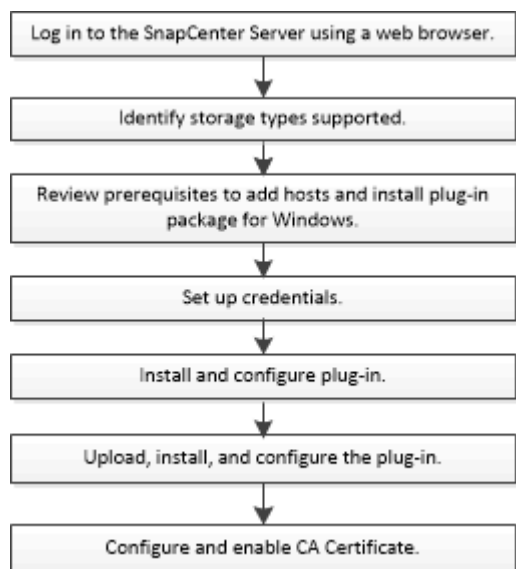 Log in to the SnapCenter Server using a web browser.
Identify storage types supported.
Review prerequisites to add hosts and install plug-in
package for Windows.
Set up credentials.
Install and configure plug-in.
Upload, install, and configure the plug-in.
Configure and enable CA Certificate.